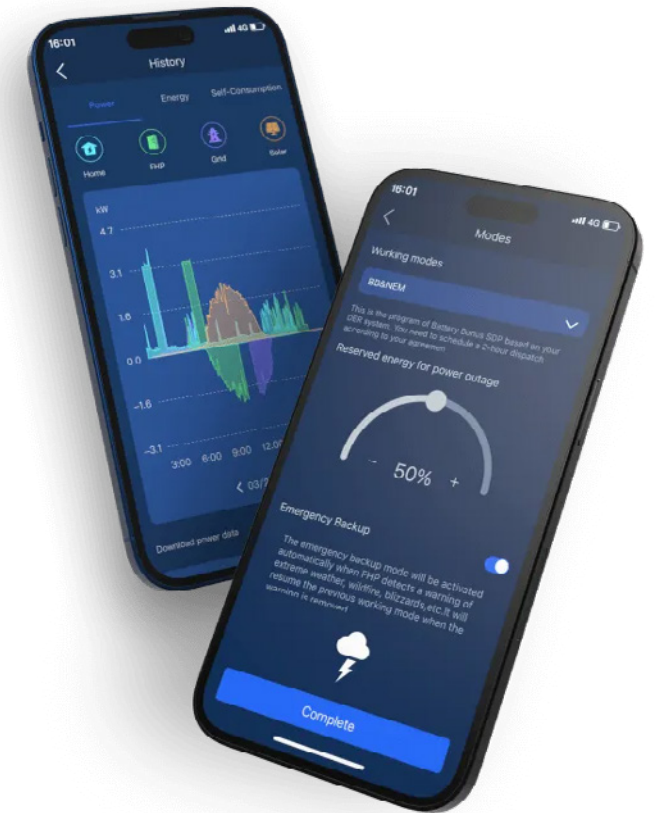 16:01
4G
History
Power
Energy
Self-Consumption
Home
FHP
Grid
Solar
kW
4.7
3.1
1.6
0.0
-1.6
-3.1
3:00 6:00 9:00 12:00
03/2
Download power data
16:01
4G
Modes
Working modes
BD&NEM
This is the program of Battery Bonus SDP based on your
DER system. You need to schedule a 2-hour dispatch
according to your agreement
Reserved energy for power outage
- 50% +
Emergency Backup
The emergency backup mode will be activated
automatically when FHP detects a warning of
extreme weather, wildfire, blizzards,etc.It will
resume the previous working mode when the
warning is removed
Complete